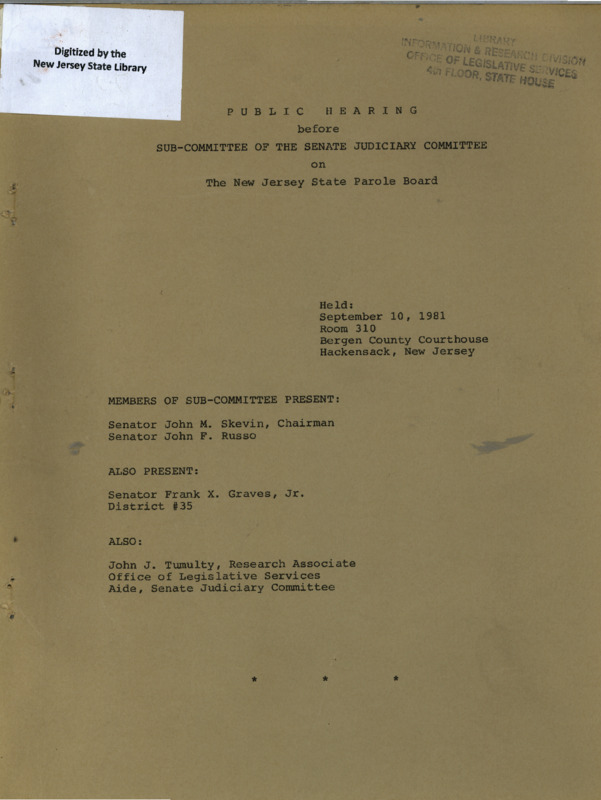 Digitized by the
New Jersey State Library
LIBRARY
INFORMATION & RESEARCH DIVISION
OFFICE OF LEGISLATIVE SERVICES
4th FLOOR, STATE HOUSE
PUBLIC HEARING
before
SUB-COMMITTEE OF THE SENATE JUDICIARY COMMITTEE
on
The New Jersey State Parole Board
Held:
September 10, 1981
Room 310
Bergen County Courthouse
Hackensack, New Jersey
MEMBERS OF SUB-COMMITTEE PRESENT:
Senator John M. Skevin, Chairman
Senator John F. Russo
ALSO PRESENT:
Senator Frank X. Graves, Jr.
District #35
ALSO:
John J. Tumulty, Research Associate
Office of Legislative Services
Aide, Senate Judiciary Committee
* * *